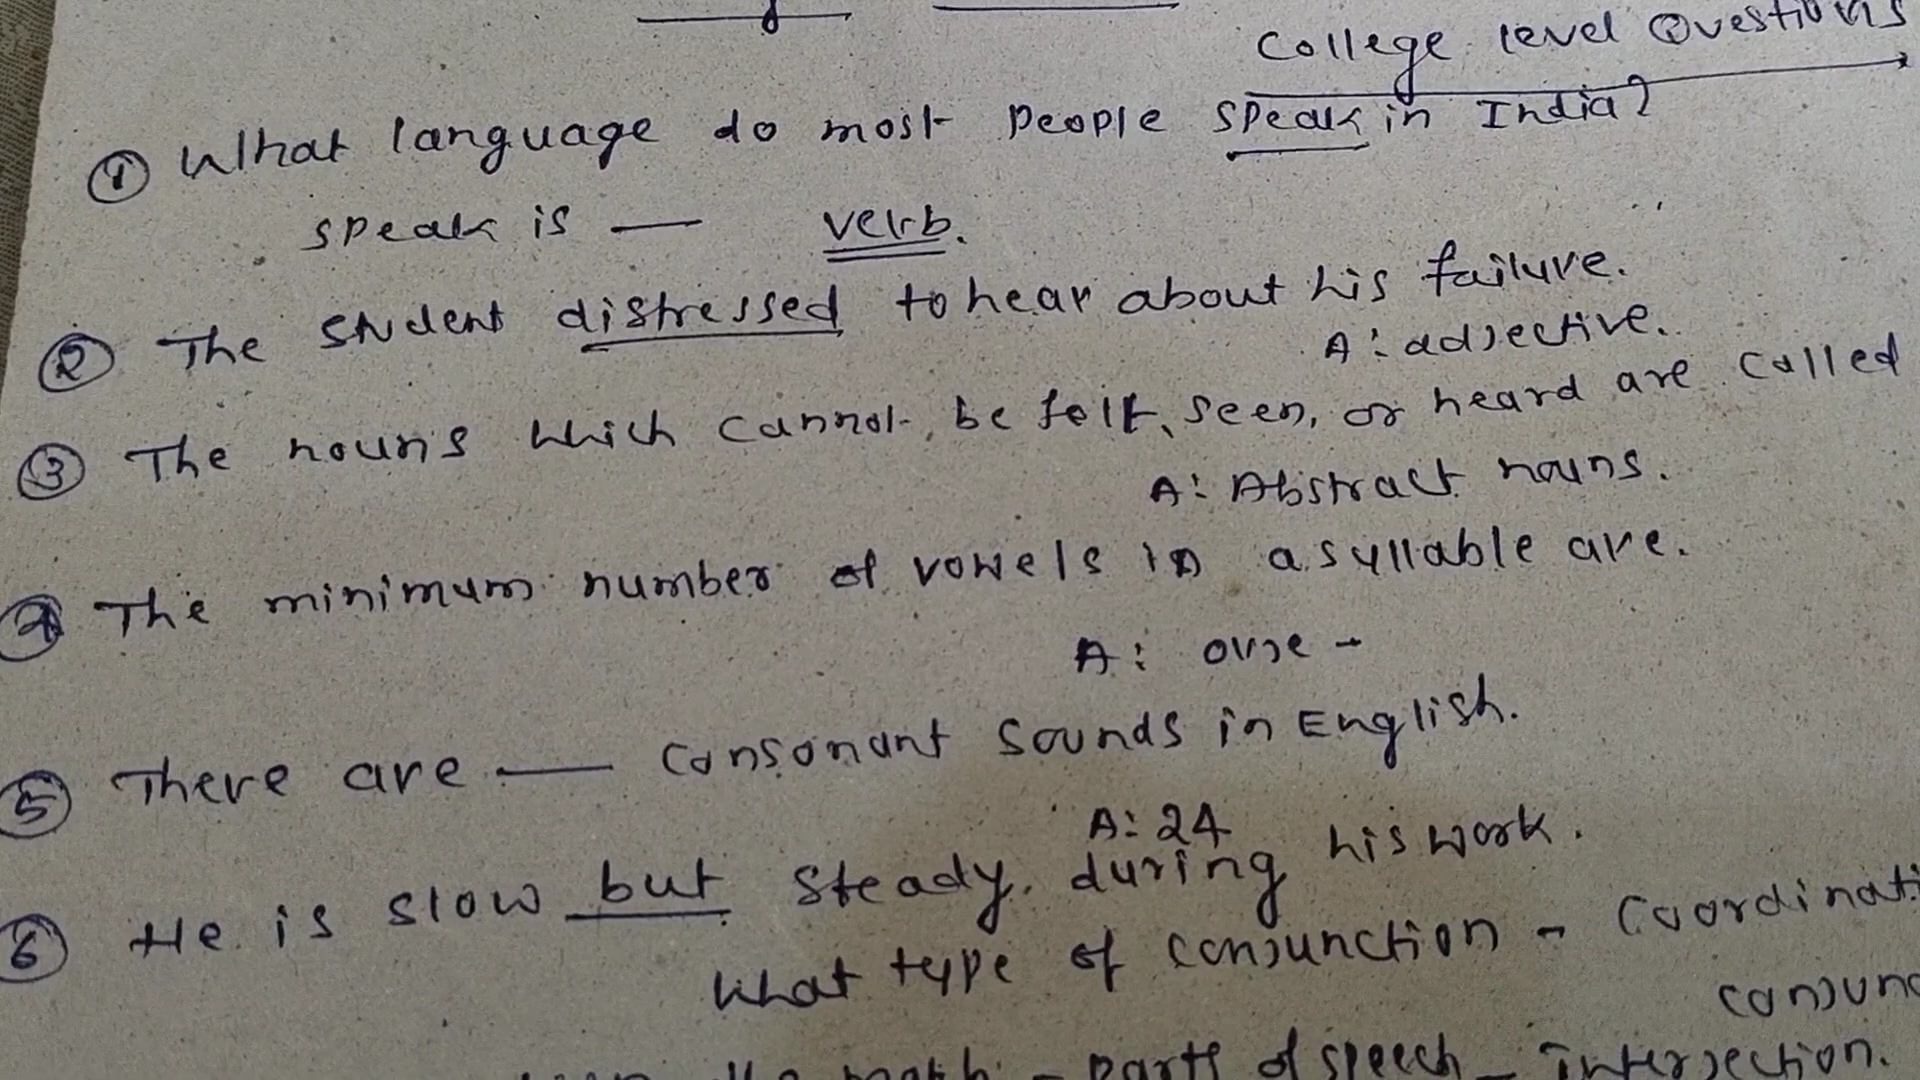 College level Questions
① What language do most people speak in India?
speak is — verb.
② The student distressed to hear about his failure.
A: adjective.
③ The nouns which cannot be felt, seen, or heard are called
A: Abstract nouns.
④ The minimum number of vowels in a syllable are.
A: one -
⑤ There are — consonant sounds in English.
A: 24
⑥ He is slow but steady during his work.
What type of conjunction - Coordinati
conjunc
the match - parts of speech - interjection.